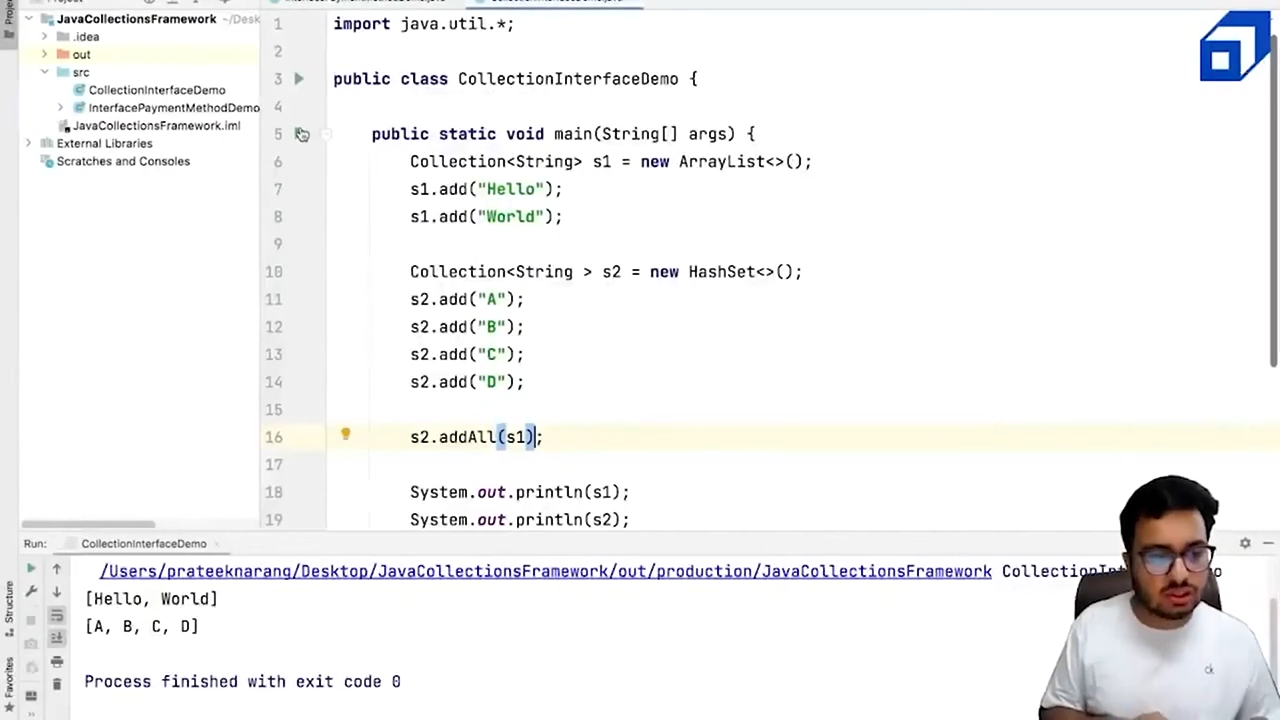 JavaCollectionsFramework ~/Desk
.idea
out
src
CollectionInterfaceDemo
InterfacePaymentMethodDemo
JavaCollectionsFramework.iml
External Libraries
Scratches and Consoles
1 import java.util.*;
2
3 public class CollectionInterfaceDemo {
4
5 public static void main(String[] args) {
6 Collection<String> s1 = new ArrayList<>();
7 s1.add("Hello");
8 s1.add("World");
9
10 Collection<String > s2 = new HashSet<>();
11 s2.add("A");
12 s2.add("B");
13 s2.add("C");
14 s2.add("D");
15
16 s2.addAll(s1);
17
18 System.out.println(s1);
19 System.out.println(s2);
Run: CollectionInterfaceDemo
/Users/prateeknarang/Desktop/JavaCollectionsFramework/out/production/JavaCollectionsFramework
[Hello, World]
[A, B, C, D]
Process finished with exit code 0
Structure
Favorites
ck